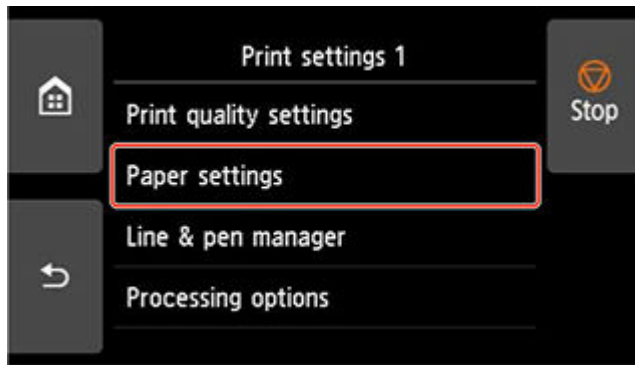 Print settings 1
Print quality settings
Stop
Paper settings
Line & pen manager
Processing options